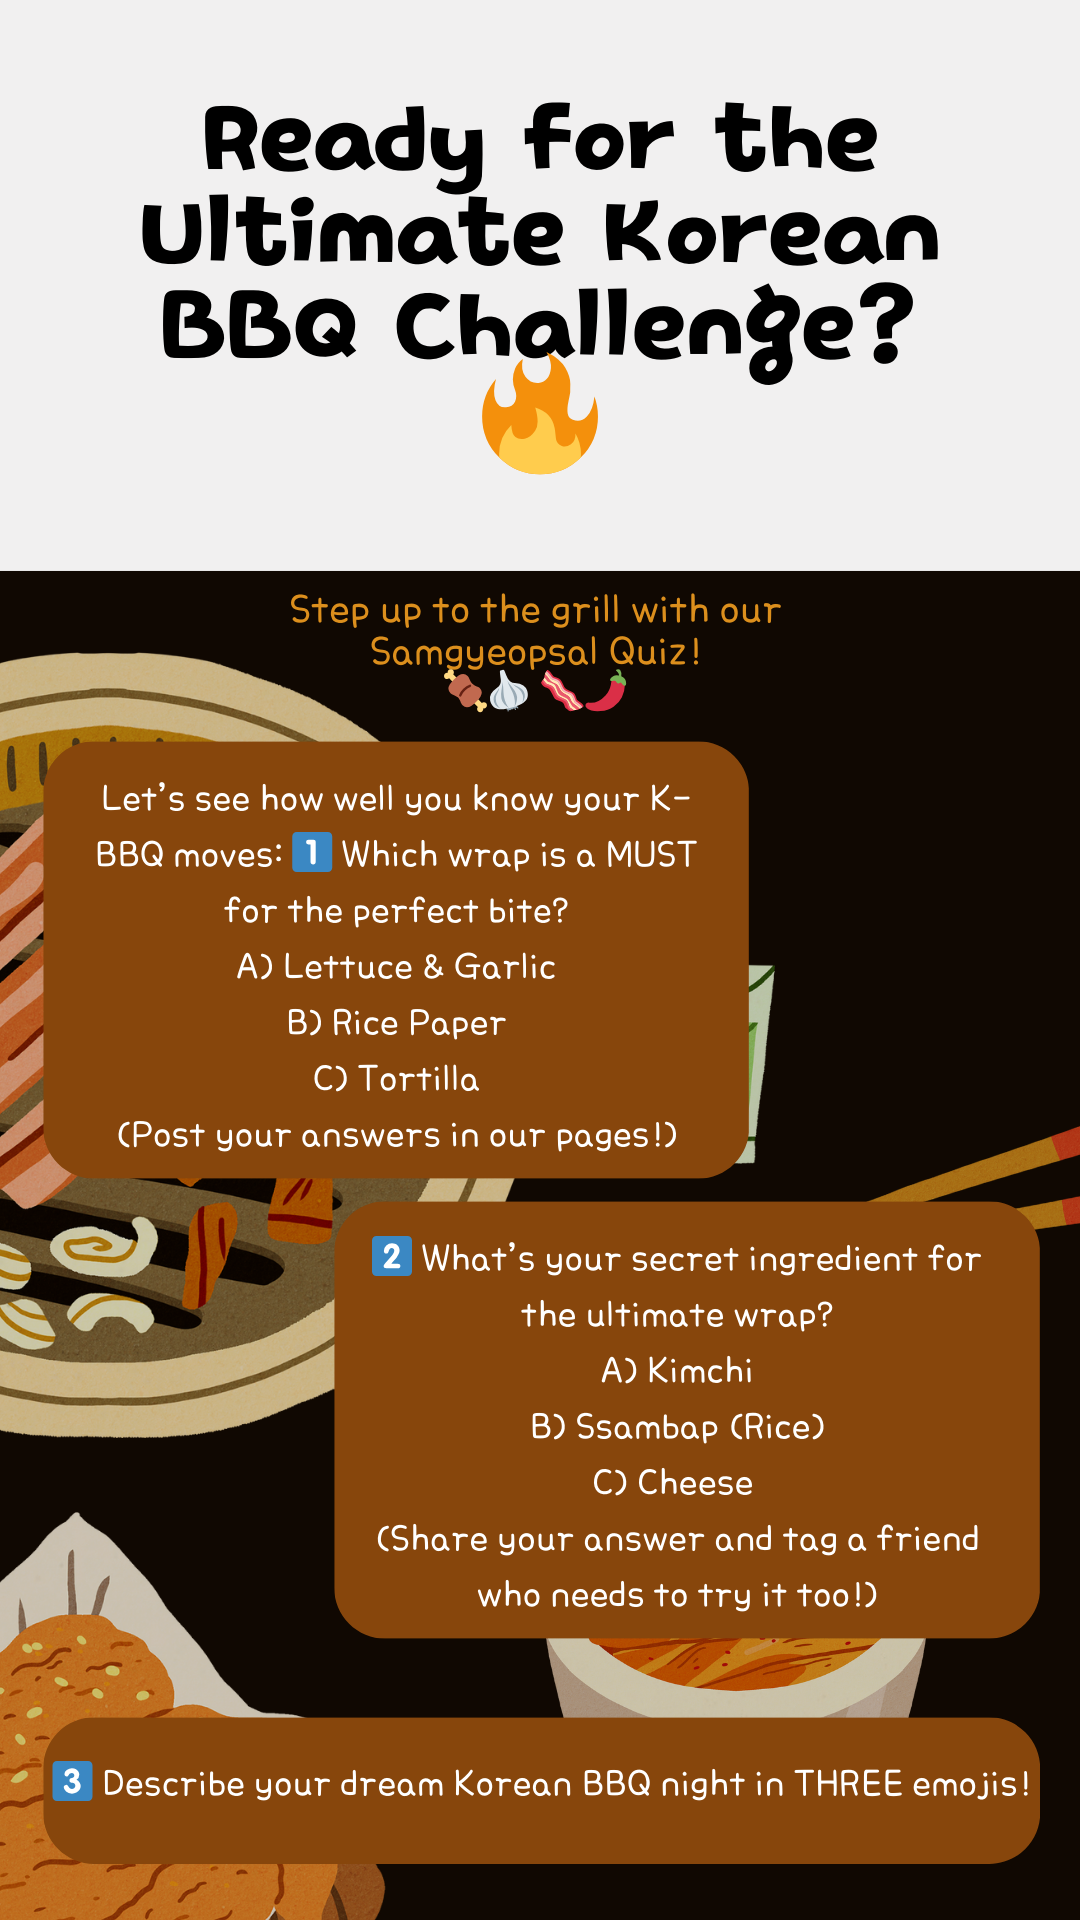 Ready for the
Ultimate Korean
BBQ Challenge?
🔥
Step up to the grill with our
Samgyeopsal Quiz!
🍖🧄 🥓🌶️
Let's see how well you know your K-
BBQ moves: 1️⃣ Which wrap is a MUST
for the perfect bite?
A) Lettuce & Garlic
B) Rice Paper
C) Tortilla
(Post your answers in our pages!)
2️⃣ What's your secret ingredient for
the ultimate wrap?
A) Kimchi
B) Ssambap (Rice)
C) Cheese
(Share your answer and tag a friend
who needs to try it too!)
3️⃣ Describe your dream Korean BBQ night in THREE emojis!